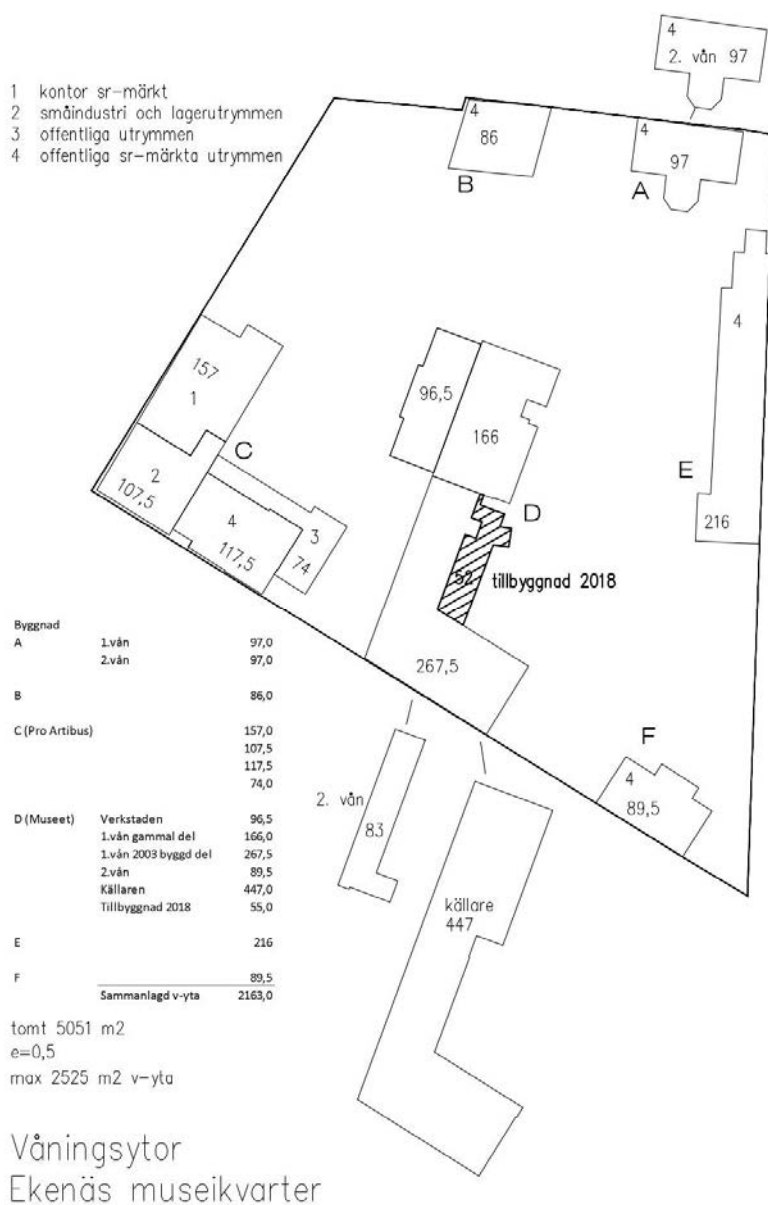 4
2. vån 97
1 kontor sr-märkt
2 småindustri och lagerutrymmen
3 offentliga utrymmen
4 offentliga sr-märkta utrymmen
4
86
B
4
97
A
4
E
216
157
1
C
2
107,5
4
117,5
3
74
96,5
166
D
52 tillbyggnad 2018
267,5
F
4
89,5
2. vån
83
källare
447
Byggnad
A 1.vån 97,0
2.vån 97,0
B 86,0
C (Pro Artibus) 157,0
107,5
117,5
74,0
D (Museet) Verkstaden 96,5
1.vån gammal del 166,0
1.vån 2003 byggd del 267,5
2.vån 89,5
Källaren 447,0
Tillbyggnad 2018 55,0
E 216
F 89,5
Sammanlagd v-yta 2163,0
tomt 5051 m2
e=0,5
max 2525 m2 v-yta
Våningsytor
Ekenäs museikvarter